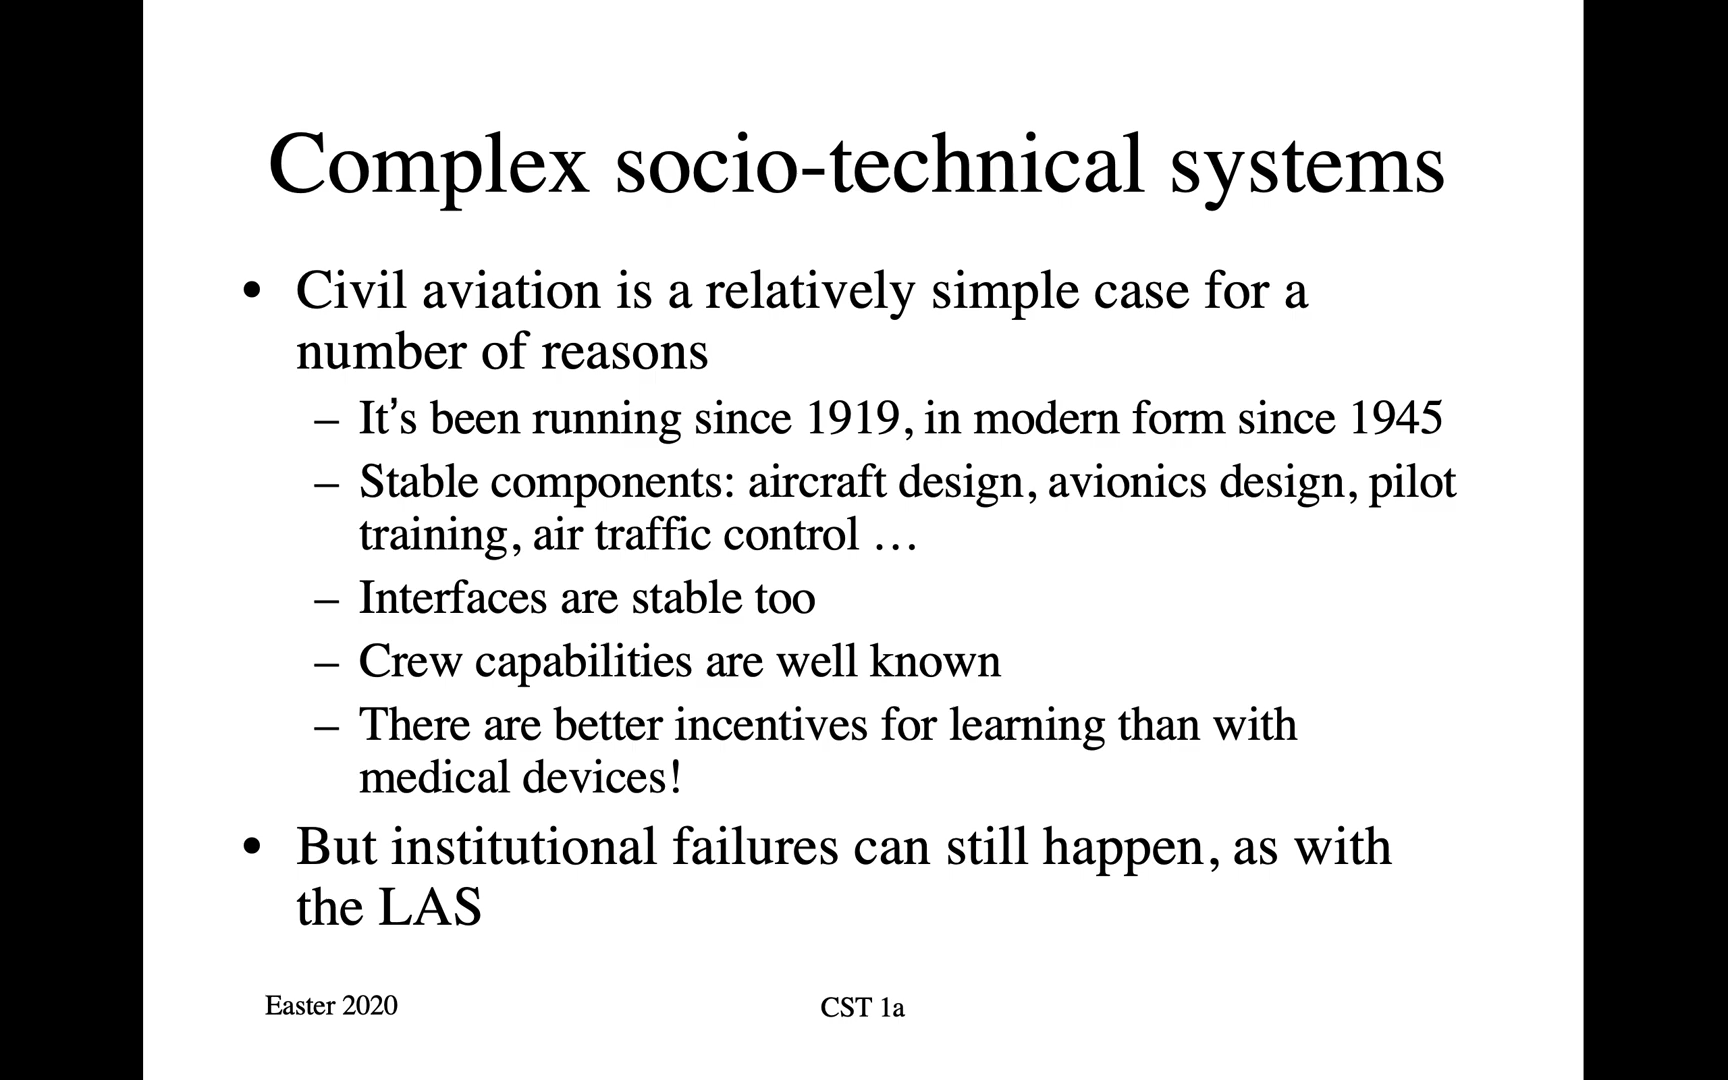 Complex socio-technical systems
• Civil aviation is a relatively simple case for a
number of reasons
– It’s been running since 1919, in modern form since 1945
– Stable components: aircraft design, avionics design, pilot
training, air traffic control …
– Interfaces are stable too
– Crew capabilities are well known
– There are better incentives for learning than with
medical devices!
• But institutional failures can still happen, as with
the LAS
Easter 2020
CST 1a